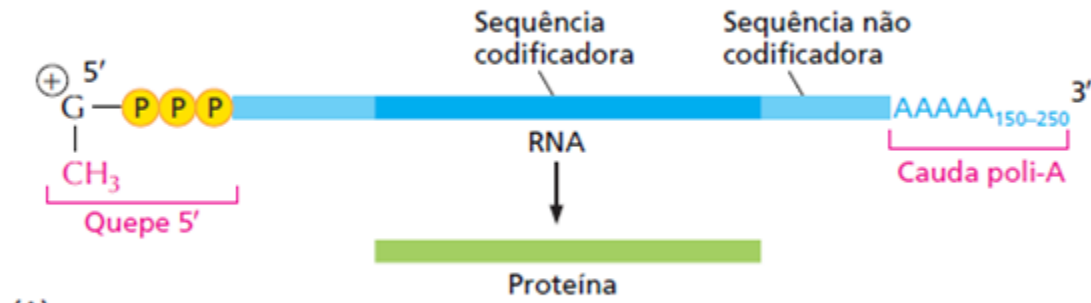 Sequência
codificadora
Sequência não
codificadora
+
5′
G
P P P
AAAAA150–250
3′
CH3
RNA
Cauda poli-A
Quepe 5′
Proteína